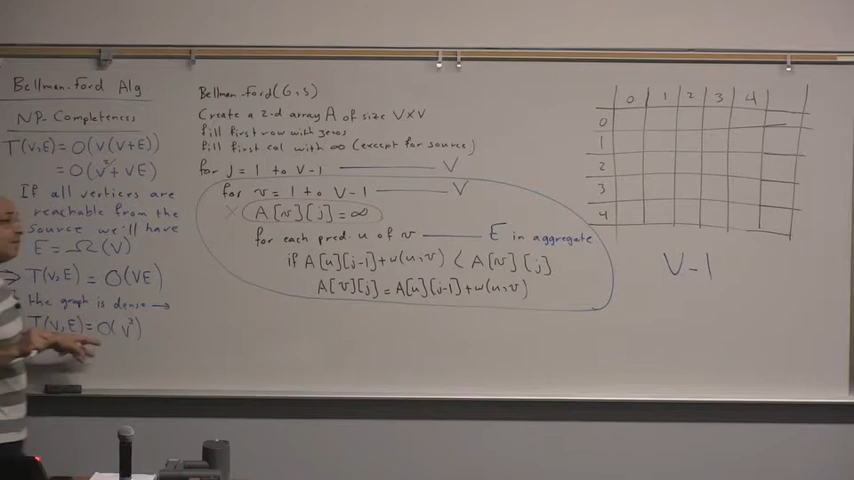 Bellman-Ford Alg
NP-Completences
T(V,E) = O(V(V+E))
= O(V²+ VE)
If all vertices are
reachable from the
source we'll have
E = Ω(V)
→ T(V,E) = O(VE)
the graph is dense →
T(V,E) = O(V³)
Bellman-Ford(G,S)
Create a 2-d array A of size V×V
fill first row with zeros
fill first col with ∞ (except for source)
for j = 1 to V-1 — V
for v = 1 to V-1 — V
× A[v][j] = ∞
for each pred. u of v — E in aggregate
if A[u][j-1]+w(u,v) < A[v][j]
A[v][j] = A[u][j-1]+w(u,v)
0 1 2 3 4
0
1
2
3
4
V-1